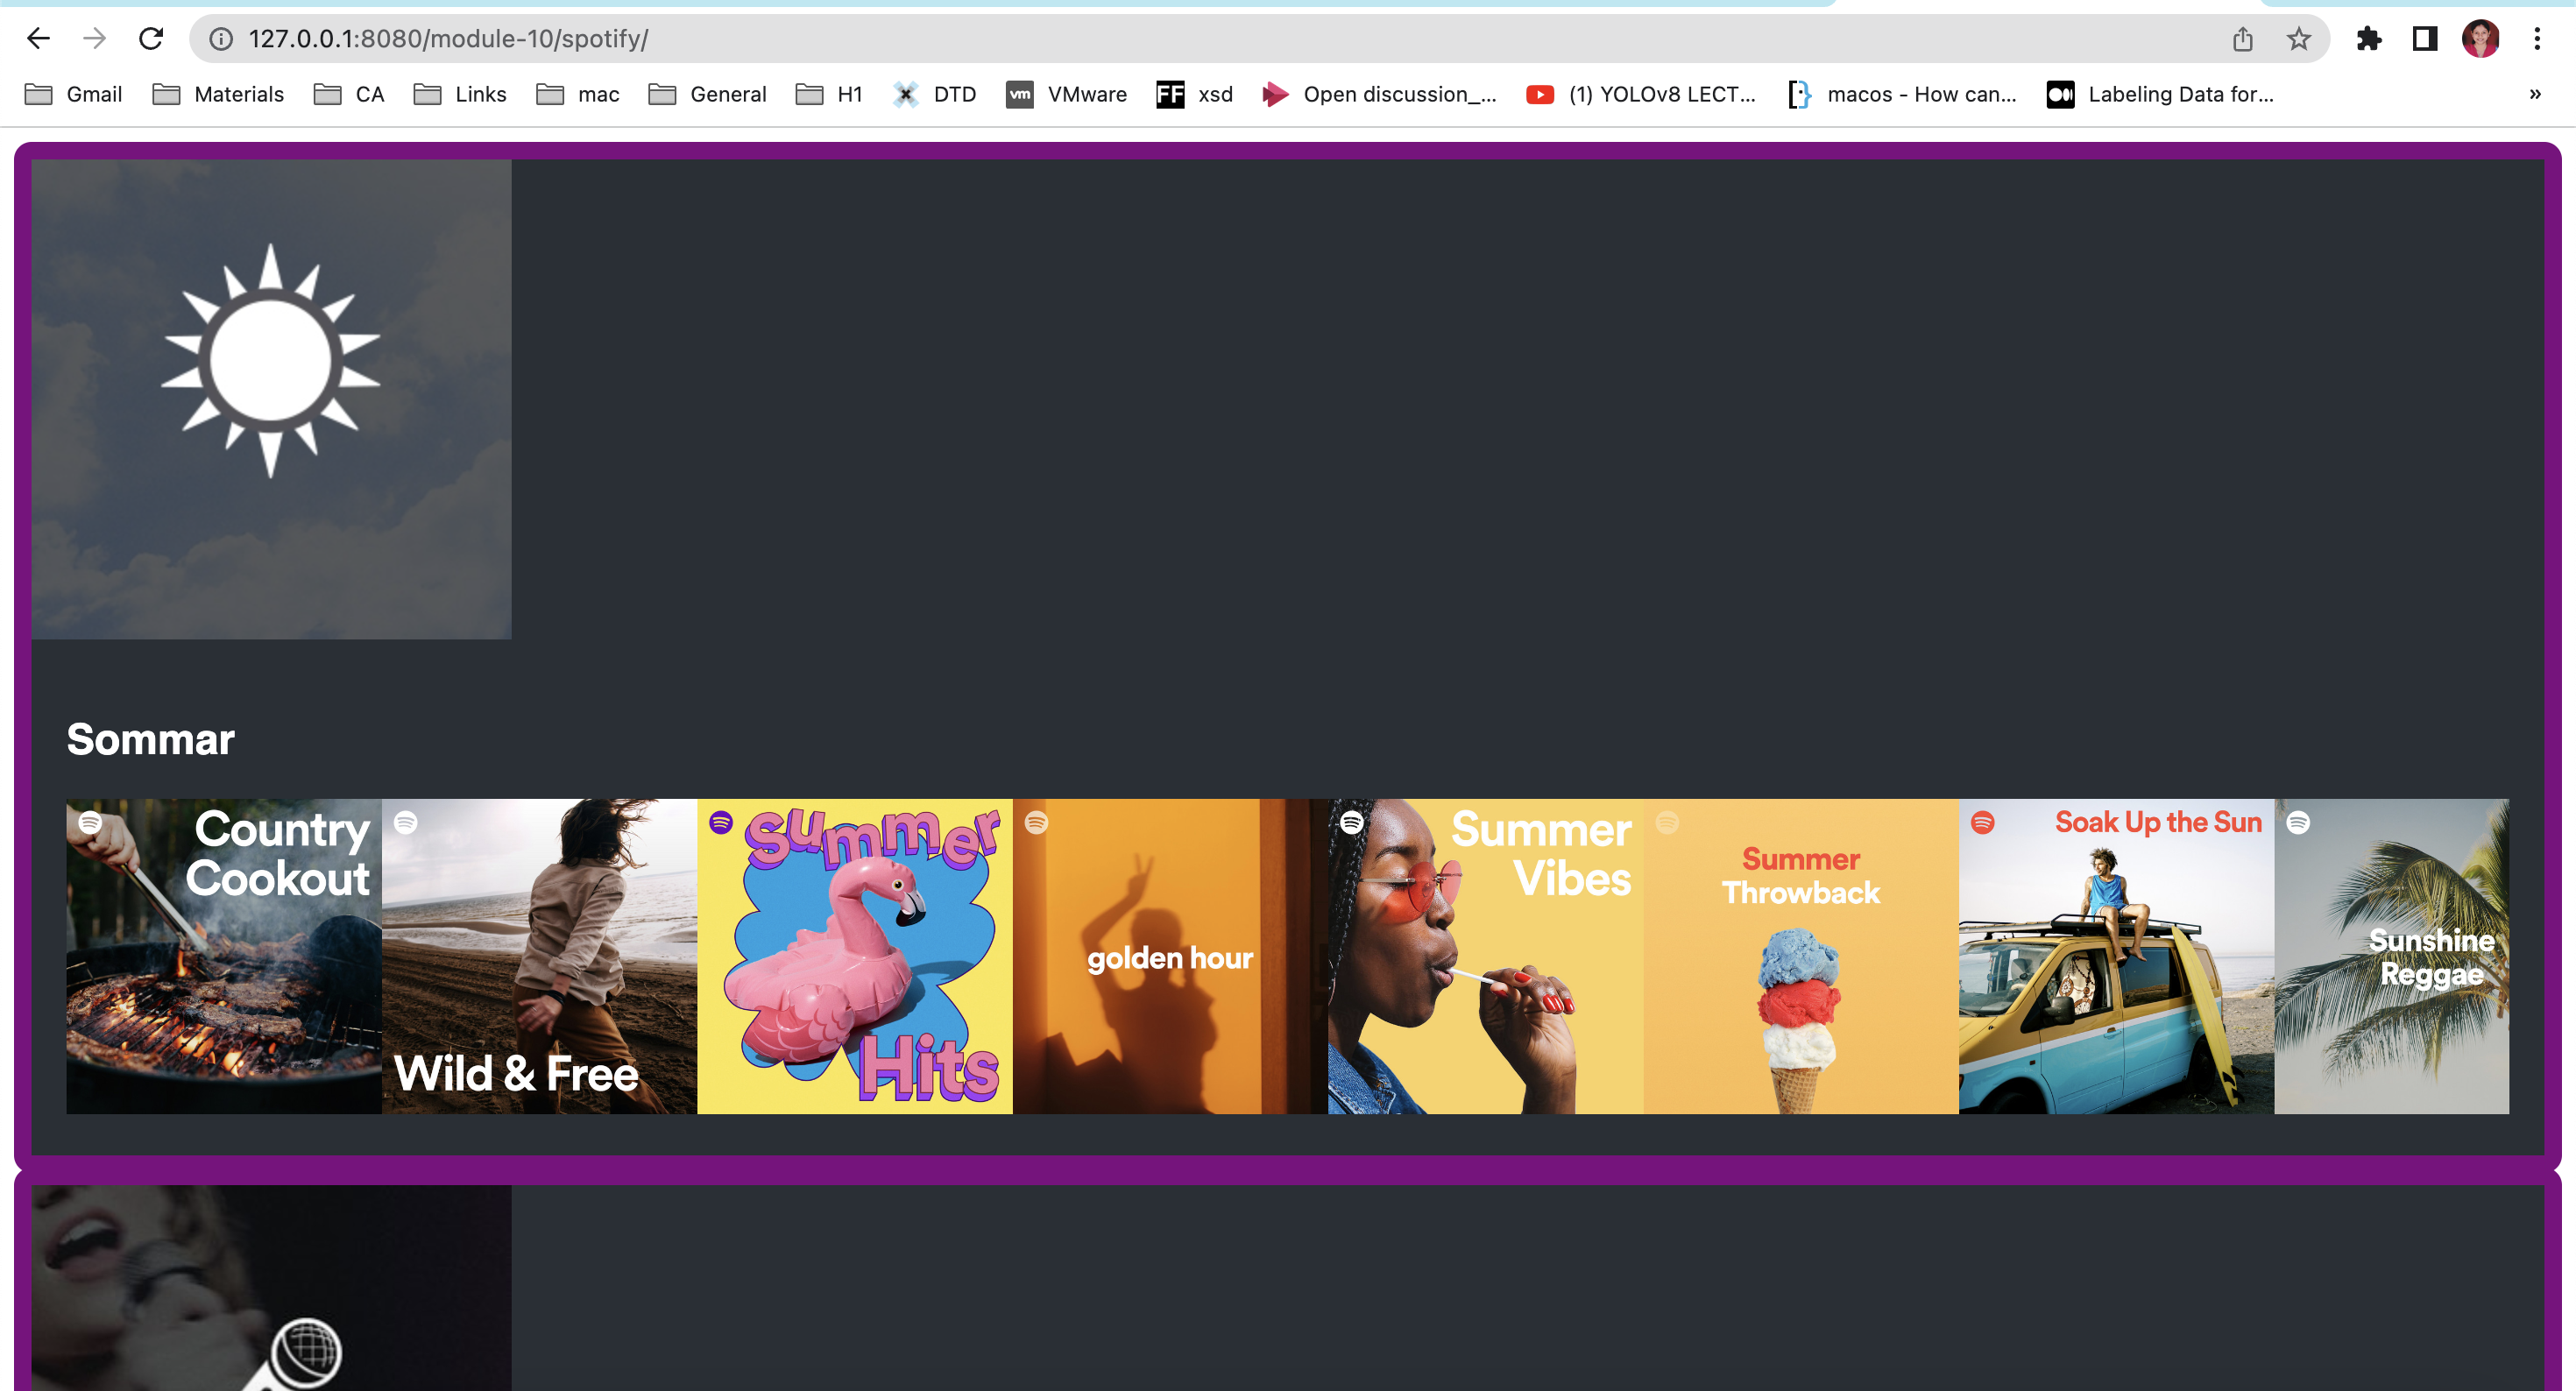 127.0.0.1:8080/module-10/spotify/
Gmail
Materials
CA
Links
mac
General
H1
DTD
vm VMware
FF xsd
Open discussion_...
(1) YOLOv8 LECT...
macos - How can...
Labeling Data for...
»
Sommar
Country
Cookout
Wild & Free
Summer
Hits
golden hour
Summer
Vibes
Summer
Throwback
Soak Up the Sun
Sunshine
Reggae